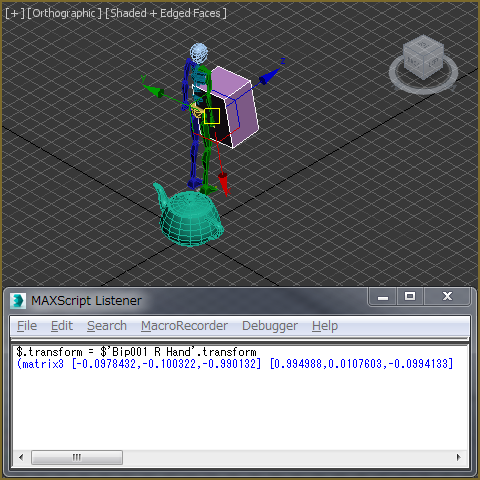 [+][Orthographic][Shaded + Edged Faces]
z
y
MAXScript Listener
File Edit Search MacroRecorder Debugger Help
$.transform = $'Bip001 R Hand'.transform
(matrix3 [-0.0978432,-0.100322,-0.990132] [0.994988,0.0107603,-0.0994133]